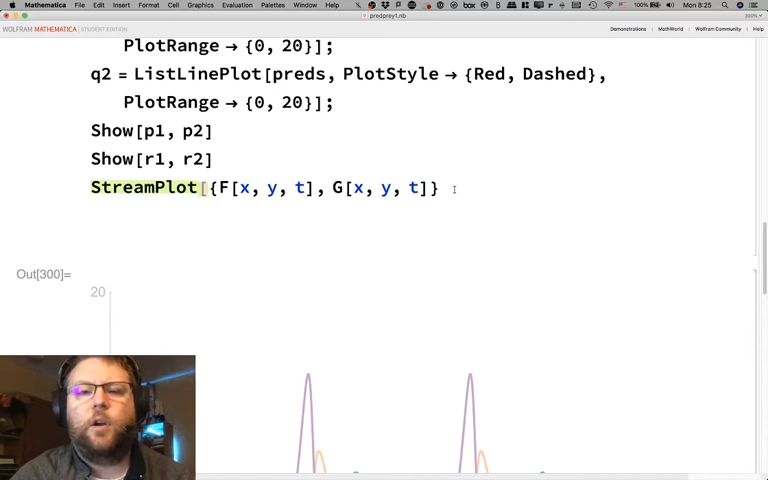 Mathematica File Edit Insert Format Cell Graphics Evaluation Palettes Window Help 100% Mon 8:25
predprey1.nb 300%
WOLFRAM MATHEMATICA STUDENT EDITION Demonstrations MathWorld Wolfram Community Help
PlotRange → {0, 20}];
q2 = ListLinePlot[preds, PlotStyle → {Red, Dashed},
PlotRange → {0, 20}];
Show[p1, p2]
Show[r1, r2]
StreamPlot[{F[x, y, t], G[x, y, t]}
Out[300]=
20